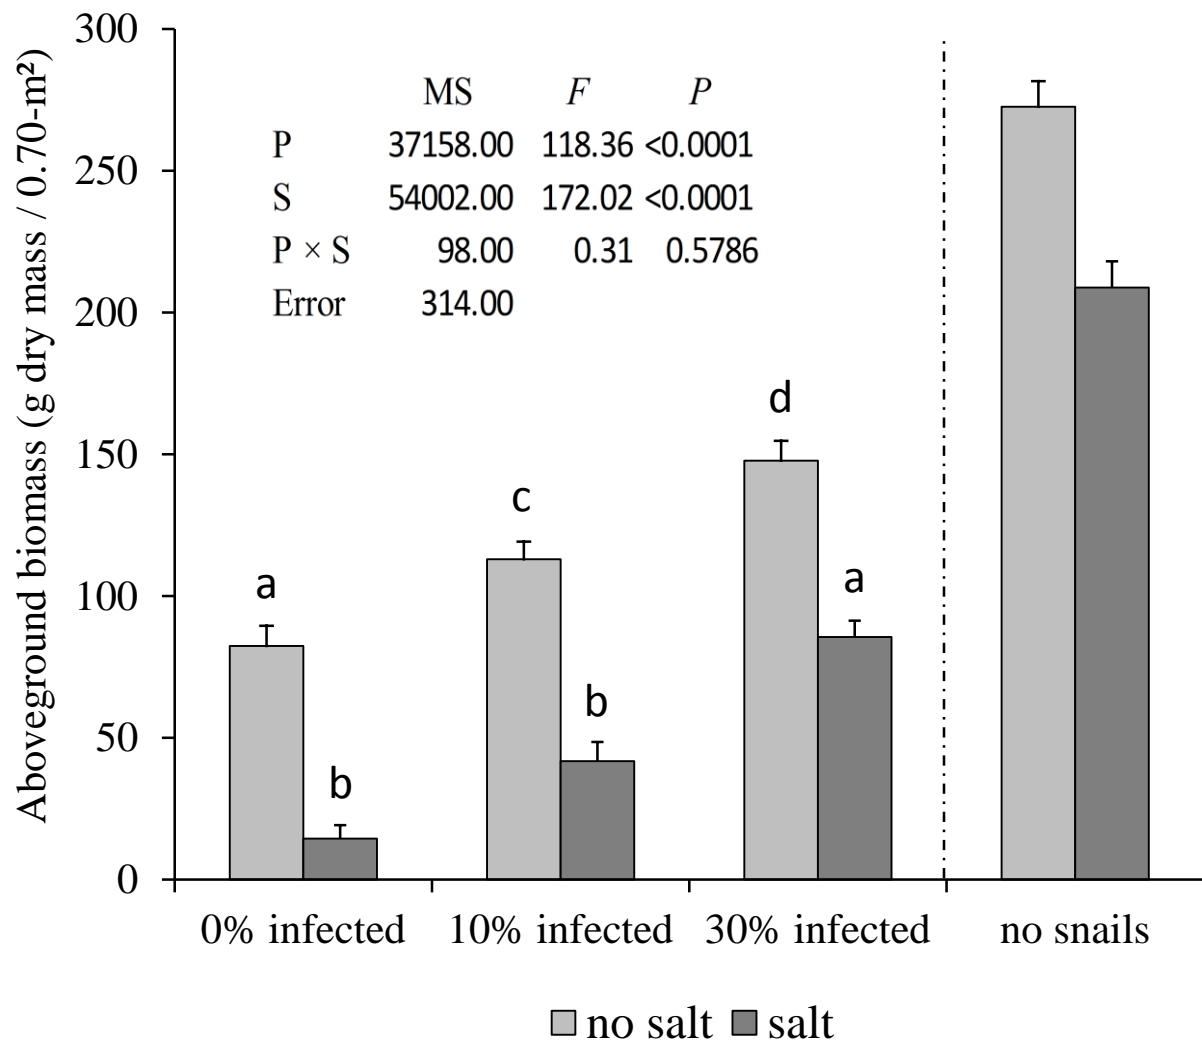 Aboveground biomass (g dry mass / 0.70-m²)
300
250
200
150
100
50
0
MS F P
P 37158.00 118.36 <0.0001
S 54002.00 172.02 <0.0001
P × S 98.00 0.31 0.5786
Error 314.00
a
b
c
b
d
a
0% infected 10% infected 30% infected no snails
no salt salt